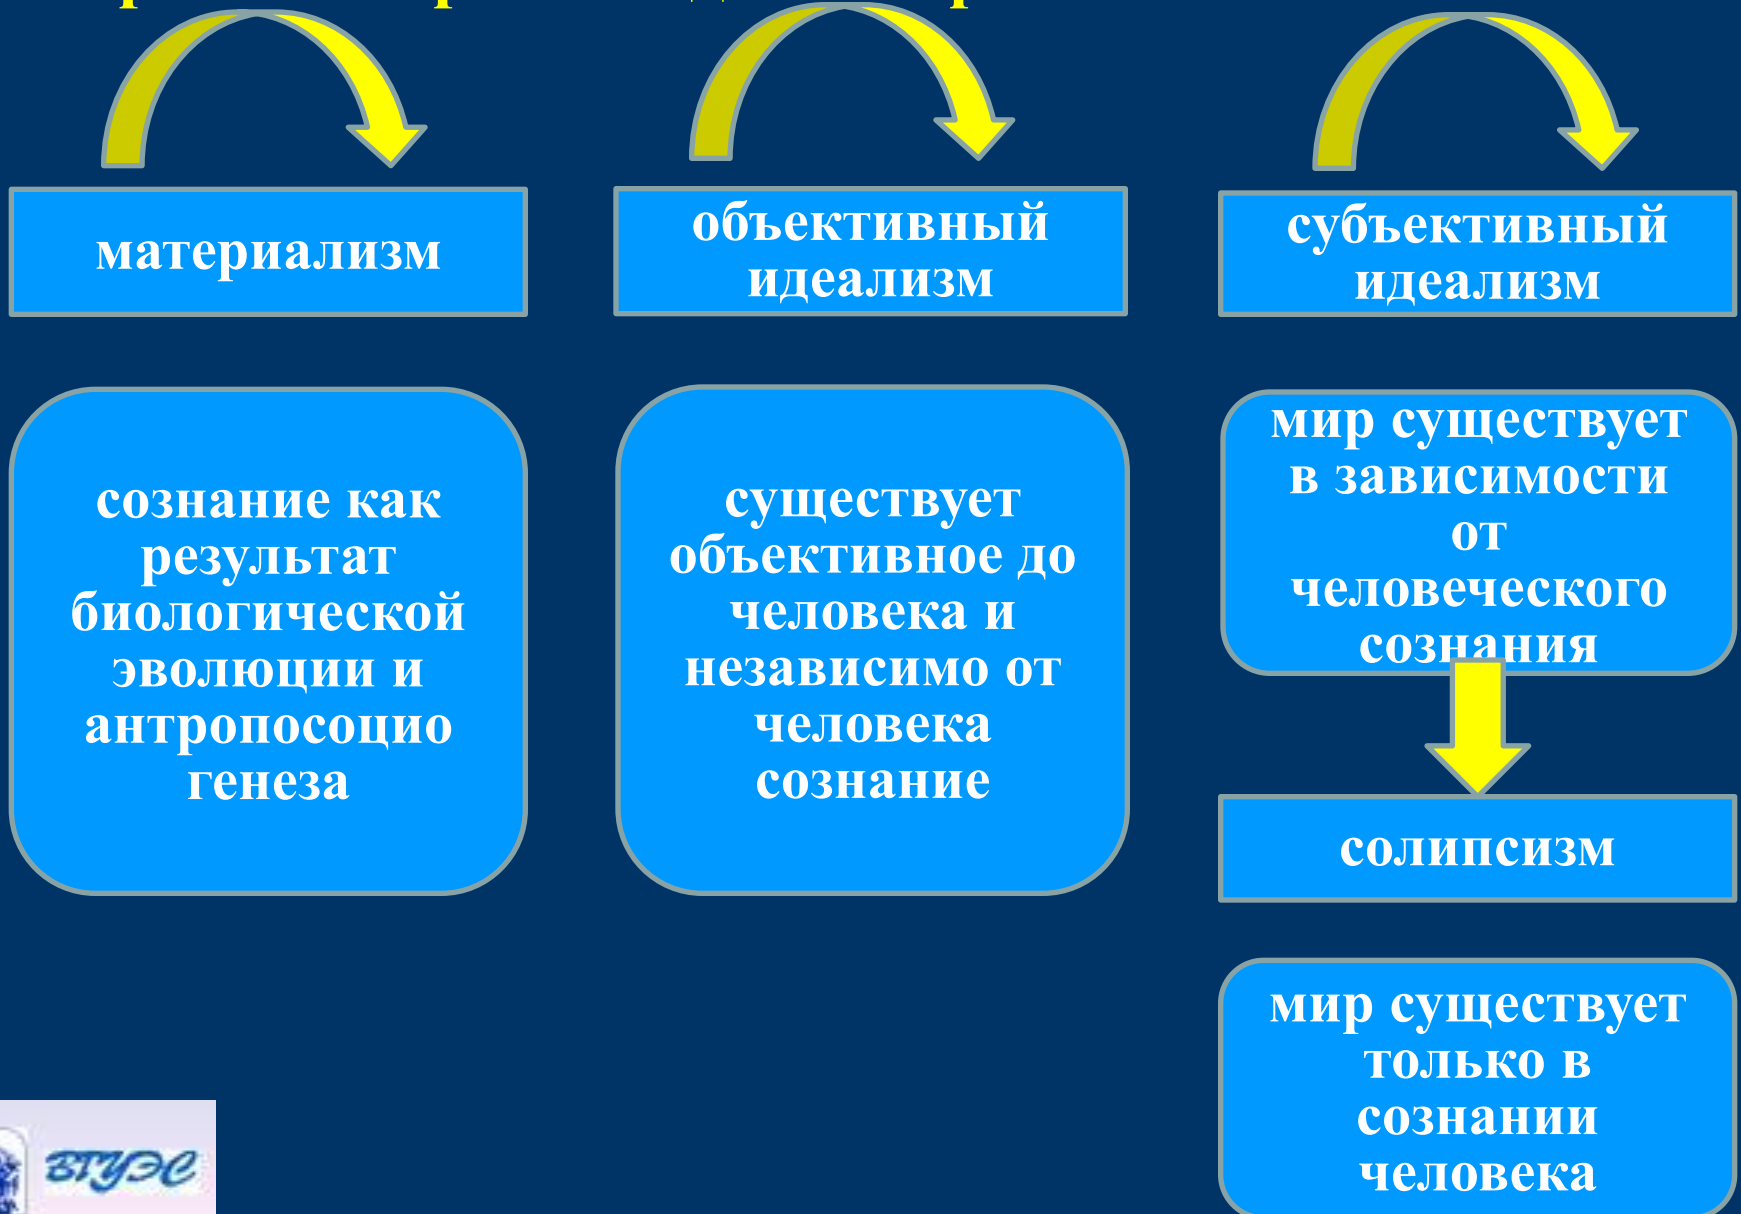 материализм
объективный
идеализм
субъективный
идеализм
сознание как
результат
биологической
эволюции и
антропосоцио
генеза
существует
объективное до
человека и
независимо от
человека
сознание
мир существует
в зависимости
от
человеческого
сознания
солипсизм
мир существует
только в
сознании
человека
ВГУЭС